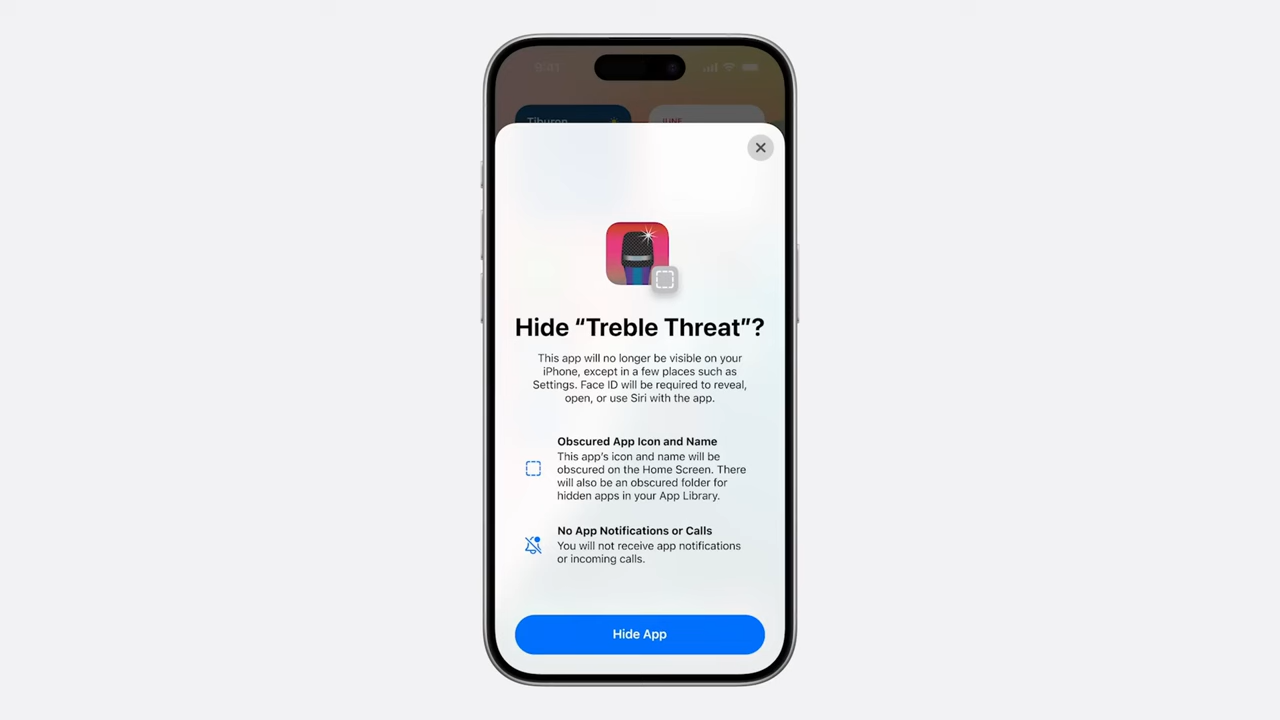 9:41
Tiburon
JUNE
Hide “Treble Threat”?
This app will no longer be visible on your
iPhone, except in a few places such as
Settings. Face ID will be required to reveal,
open, or use Siri with the app.
Obscured App Icon and Name
This app’s icon and name will be
obscured on the Home Screen. There
will also be an obscured folder for
hidden apps in your App Library.
No App Notifications or Calls
You will not receive app notifications
or incoming calls.
Hide App